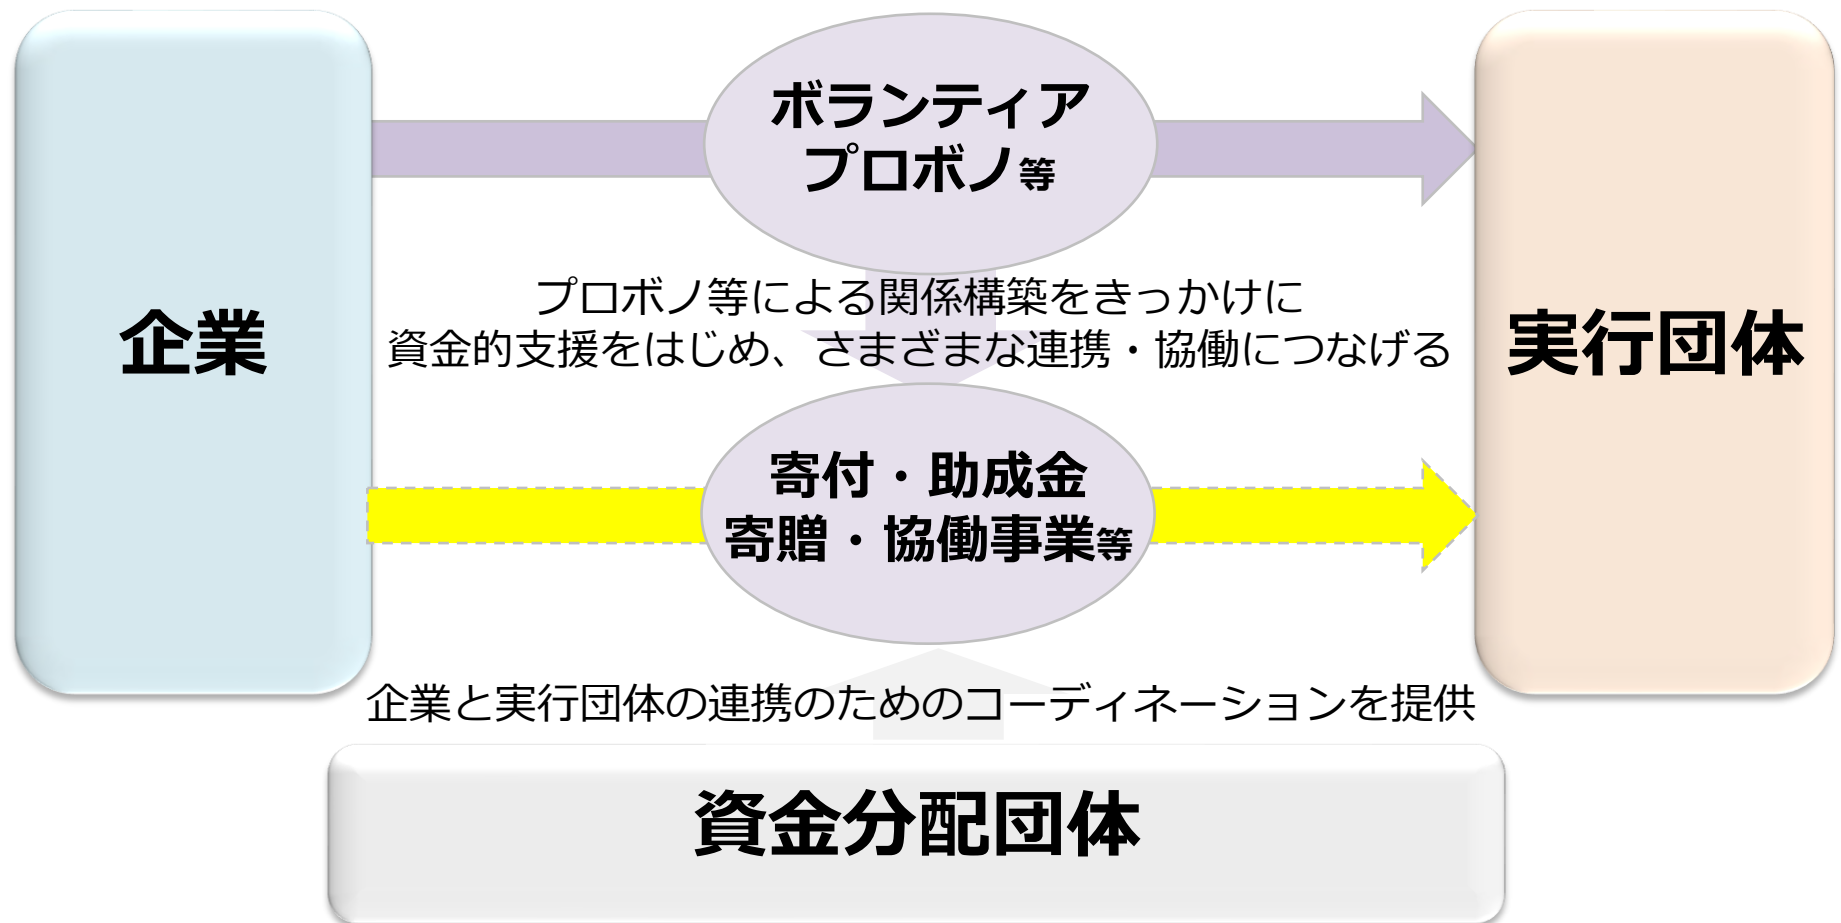 ボランティア
プロボノ等
プロボノ等による関係構築をきっかけに
資金的支援をはじめ、さまざまな連携・協働につなげる
企業
実行団体
寄付・助成金
寄贈・協働事業等
企業と実行団体の連携のためのコーディネーションを提供
資金分配団体